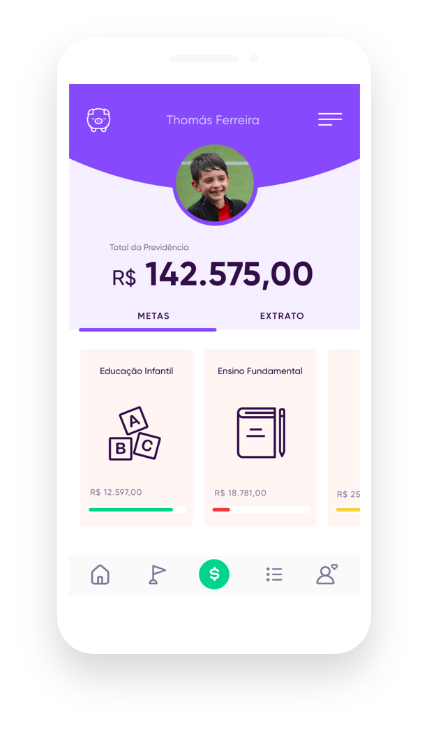 Thomás Ferreira
Total da Previdência
R$ 142.575,00
METAS EXTRATO
Educação Infantil
A
B C
R$ 12.597,00
Ensino Fundamental
R$ 18.781,00
R$ 25
$